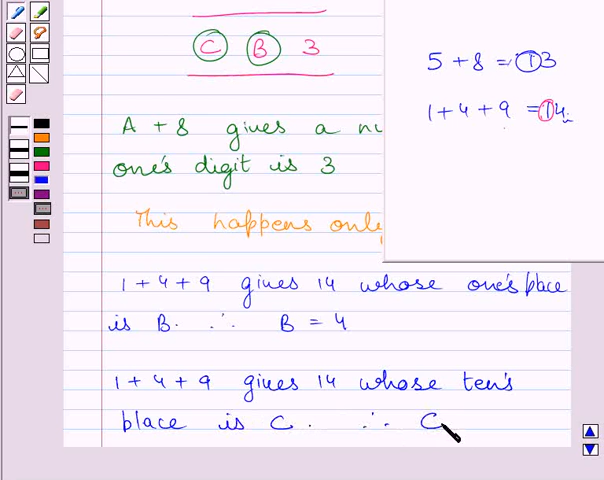 C B 3
5 + 8 = 13
1 + 4 + 9 = 14
A + 8 gives a
one's digit is 3
This happens only
1 + 4 + 9 gives 14 whose one's place
is B. ∴ B = 4
1 + 4 + 9 gives 14 whose ten's
place is C. ∴ C